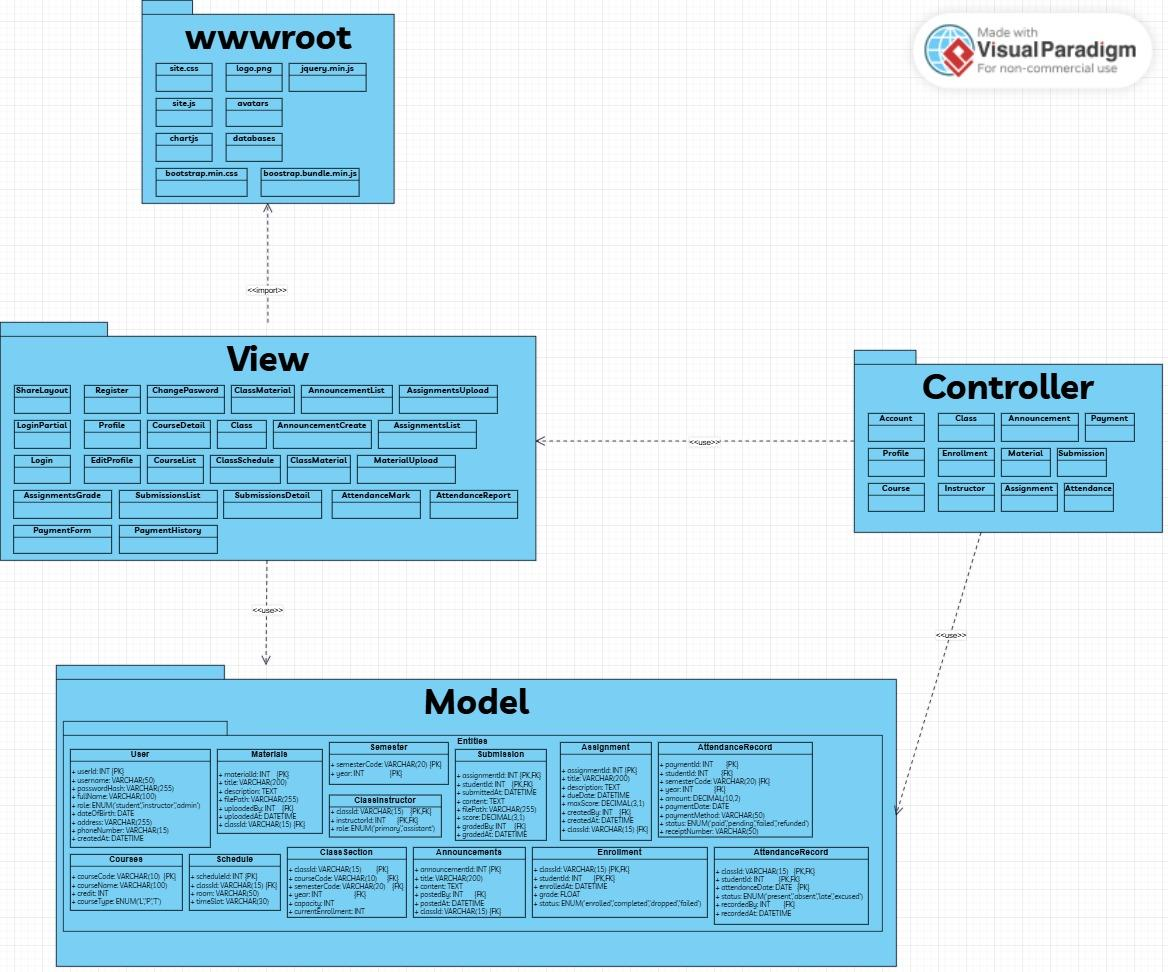 Made with
Visual Paradigm
For non-commercial use
wwwroot
site.css
logo.png
jquery.min.js
site.js
avatars
chartjs
databases
bootstrap.min.css
boostrap.bundle.min.js
<<import>>
View
ShareLayout
Register
ChangePasword
ClassMaterial
AnnouncementList
AssignmentsUpload
LoginPartial
Profile
CourseDetail
Class
AnnouncementCreate
AssignmentsList
Login
EditProfile
CourseList
ClassSchedule
ClassMaterial
MaterialUpload
AssignmentsGrade
SubmissionsList
SubmissionsDetail
AttendanceMark
AttendanceReport
PaymentForm
PaymentHistory
<<use>>
Controller
Account
Class
Announcement
Payment
Profile
Enrollment
Material
Submission
Course
Instructor
Assignment
Attendance
<<use>>
<<use>>
Model
Entities
User
+ userId: INT {PK}
+ username: VARCHAR(50)
+ passwordHash: VARCHAR(255)
+ fullName: VARCHAR(100)
+ role: ENUM('student','instructor','admin')
+ dateOfBirth: DATE
+ address: VARCHAR(255)
+ phoneNumber: VARCHAR(15)
+ createdAt: DATETIME
Materials
+ materialId: INT {PK}
+ title: VARCHAR(200)
+ description: TEXT
+ filePath: VARCHAR(255)
+ uploadedBy: INT {FK}
+ uploadedAt: DATETIME
+ classId: VARCHAR(15) {FK}
Semester
+ semesterCode: VARCHAR(20) {PK}
+ year: INT {PK}
ClassInstructor
+ classId: VARCHAR(15) {PK,FK}
+ instructorId: INT {PK,FK}
+ role: ENUM('primary','assistant')
Submission
+ assignmentId: INT {PK,FK}
+ studentId: INT {PK,FK}
+ submittedAt: DATETIME
+ content: TEXT
+ filePath: VARCHAR(255)
+ score: DECIMAL(3,1)
+ gradedBy: INT {FK}
+ gradedAt: DATETIME
Assignment
+ assignmentId: INT {PK}
+ title: VARCHAR(200)
+ description: TEXT
+ dueDate: DATETIME
+ maxScore: DECIMAL(3,1)
+ createdBy: INT {FK}
+ createdAt: DATETIME
+ classId: VARCHAR(15) {FK}
AttendanceRecord
+ paymentId: INT {PK}
+ studentId: INT {FK}
+ semesterCode: VARCHAR(20) {FK}
+ year: INT {FK}
+ amount: DECIMAL(10,2)
+ paymentDate: DATE
+ paymentMethod: VARCHAR(50)
+ status: ENUM('paid','pending','failed','refunded')
+ receiptNumber: VARCHAR(50)
Courses
+ courseCode: VARCHAR(10) {PK}
+ courseName: VARCHAR(100)
+ credit: INT
+ courseType: ENUM('L','P','T')
Schedule
+ scheduleId: INT {PK}
+ classId: VARCHAR(15) {FK}
+ room: VARCHAR(50)
+ timeSlot: VARCHAR(30)
ClassSection
+ classId: VARCHAR(15) {PK}
+ courseCode: VARCHAR(10) {FK}
+ semesterCode: VARCHAR(20) {FK}
+ year: INT {FK}
+ capacity: INT
+ currentEnrollment: INT
Announcements
+ announcementId: INT {PK}
+ title: VARCHAR(200)
+ content: TEXT
+ postedBy: INT {FK}
+ postedAt: DATETIME
+ classId: VARCHAR(15) {FK}
Enrollment
+ classId: VARCHAR(15) {PK,FK}
+ studentId: INT {PK,FK}
+ enrolledAt: DATETIME
+ grade: FLOAT
+ status: ENUM('enrolled','completed','dropped','failed')
AttendanceRecord
+ classId: VARCHAR(15) {PK,FK}
+ studentId: INT {PK,FK}
+ attendanceDate: DATE {PK}
+ status: ENUM('present','absent','late','excused')
+ recordedBy: INT {FK}
+ recordedAt: DATETIME